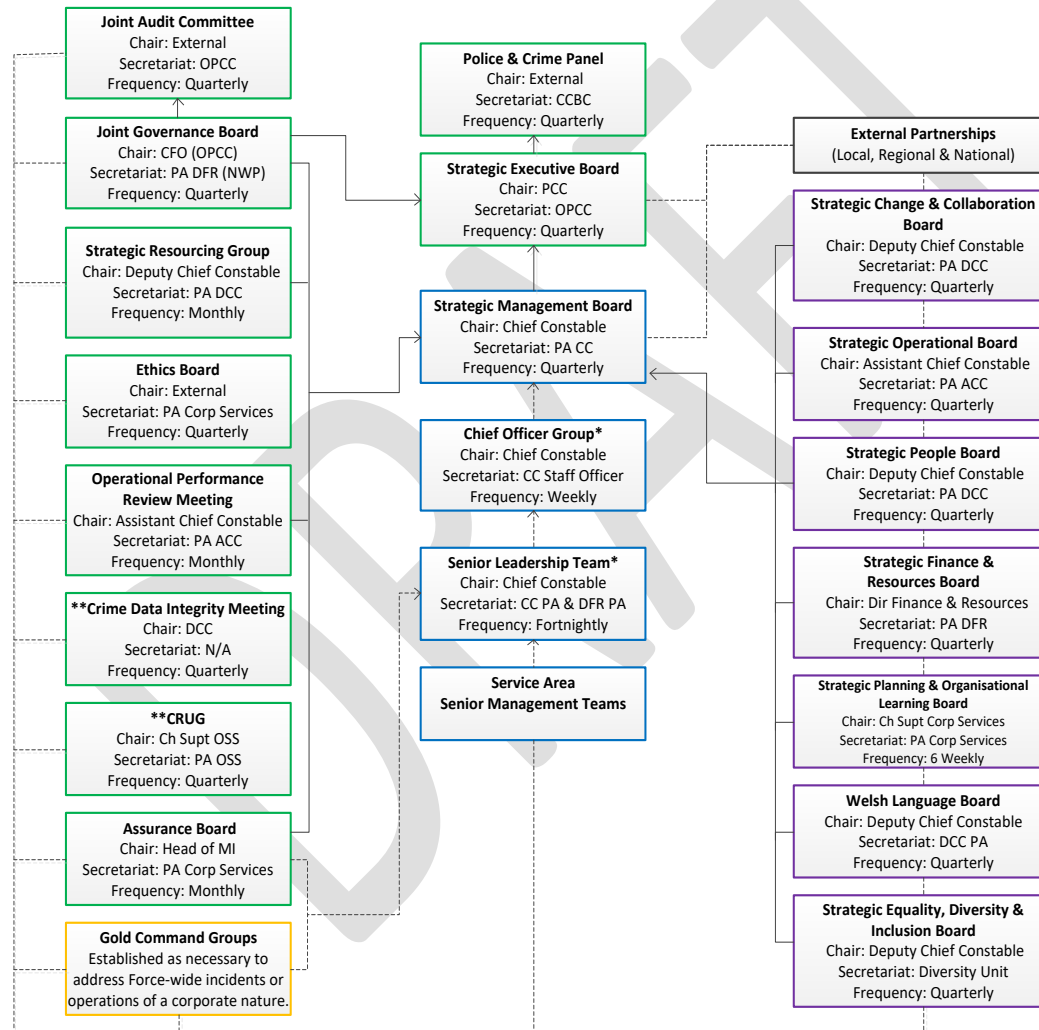 Joint Audit Committee
Chair: External
Secretariat: OPCC
Frequency: Quarterly
Joint Governance Board
Chair: CFO (OPCC)
Secretariat: PA DFR (NWP)
Frequency: Quarterly
Strategic Resourcing Group
Chair: Deputy Chief Constable
Secretariat: PA DCC
Frequency: Monthly
Ethics Board
Chair: External
Secretariat: PA Corp Services
Frequency: Quarterly
Operational Performance
Review Meeting
Chair: Assistant Chief Constable
Secretariat: PA ACC
Frequency: Monthly
**Crime Data Integrity Meeting
Chair: DCC
Secretariat: N/A
Frequency: Quarterly
**CRUG
Chair: Ch Supt OSS
Secretariat: PA OSS
Frequency: Quarterly
Assurance Board
Chair: Head of MI
Secretariat: PA Corp Services
Frequency: Monthly
Gold Command Groups
Established as necessary to
address Force-wide incidents or
operations of a corporate nature.
Police & Crime Panel
Chair: External
Secretariat: CCBC
Frequency: Quarterly
Strategic Executive Board
Chair: PCC
Secretariat: OPCC
Frequency: Quarterly
Strategic Management Board
Chair: Chief Constable
Secretariat: PA CC
Frequency: Quarterly
Chief Officer Group*
Chair: Chief Constable
Secretariat: CC Staff Officer
Frequency: Weekly
Senior Leadership Team*
Chair: Chief Constable
Secretariat: CC PA & DFR PA
Frequency: Fortnightly
Service Area
Senior Management Teams
External Partnerships
(Local, Regional & National)
Strategic Change & Collaboration
Board
Chair: Deputy Chief Constable
Secretariat: PA DCC
Frequency: Quarterly
Strategic Operational Board
Chair: Assistant Chief Constable
Secretariat: PA ACC
Frequency: Quarterly
Strategic People Board
Chair: Deputy Chief Constable
Secretariat: PA DCC
Frequency: Quarterly
Strategic Finance &
Resources Board
Chair: Dir Finance & Resources
Secretariat: PA DFR
Frequency: Quarterly
Strategic Planning & Organisational
Learning Board
Chair: Ch Supt Corp Services
Secretariat: PA Corp Services
Frequency: 6 Weekly
Welsh Language Board
Chair: Deputy Chief Constable
Secretariat: DCC PA
Frequency: Quarterly
Strategic Equality, Diversity &
Inclusion Board
Chair: Deputy Chief Constable
Secretariat: Diversity Unit
Frequency: Quarterly
DRAFT